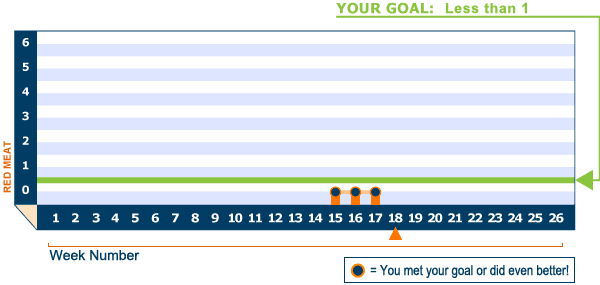 YOUR GOAL: Less than 1
6
5
4
3
2
1
0
RED MEAT
1 2 3 4 5 6 7 8 9 10 11 12 13 14 15 16 17 18 19 20 21 22 23 24 25 26
Week Number
= You met your goal or did even better!